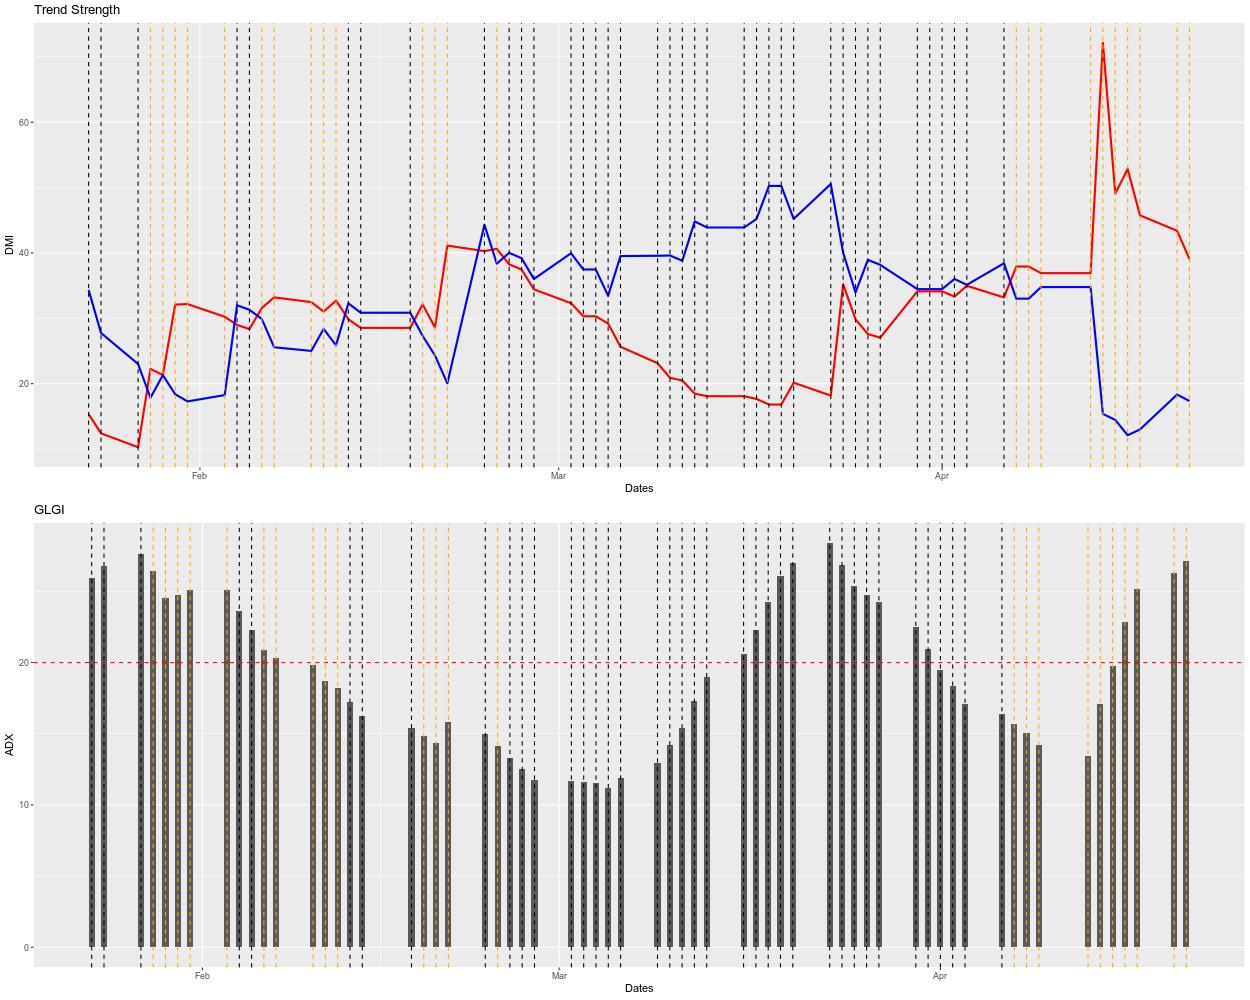 Trend Strength
60
40
20
DMI
Feb
Mar
Apr
Dates
GLGI
20
10
0
ADX
Feb
Mar
Apr
Dates